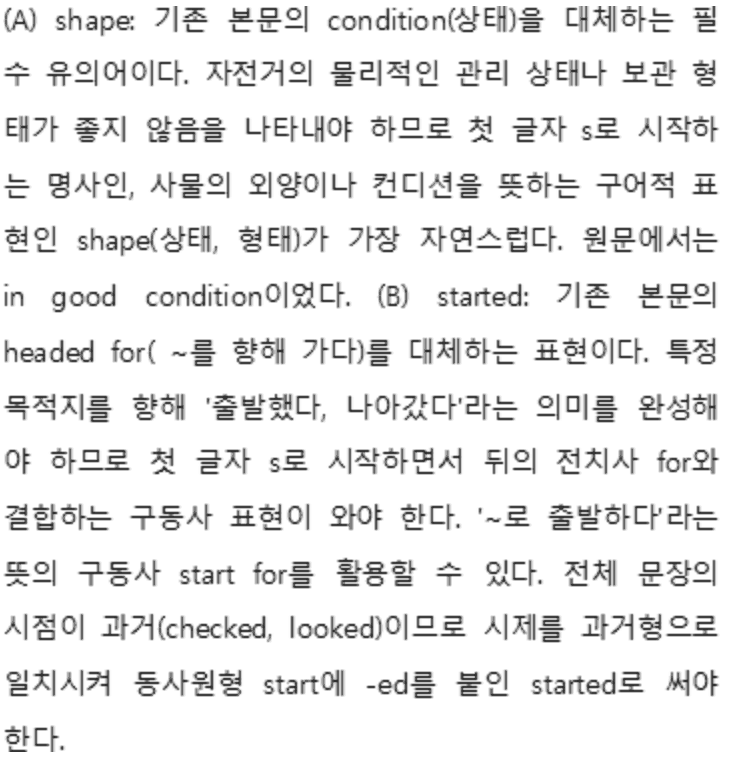 (A) shape: 기존 본문의 condition(상태)을 대체하는 필
수 유의어이다. 자전거의 물리적인 관리 상태나 보관 형
태가 좋지 않음을 나타내야 하므로 첫 글자 s로 시작하
는 명사인, 사물의 외양이나 컨디션을 뜻하는 구어적 표
현인 shape(상태, 형태)가 가장 자연스럽다. 원문에서는
in good condition이었다. (B) started: 기존 본문의
headed for( ~를 향해 가다)를 대체하는 표현이다. 특정
목적지를 향해 '출발했다, 나아갔다'라는 의미를 완성해
야 하므로 첫 글자 s로 시작하면서 뒤의 전치사 for와
결합하는 구동사 표현이 와야 한다. '~로 출발하다'라는
뜻의 구동사 start for를 활용할 수 있다. 전체 문장의
시점이 과거(checked, looked)이므로 시제를 과거형으로
일치시켜 동사원형 start에 -ed를 붙인 started로 써야
한다.